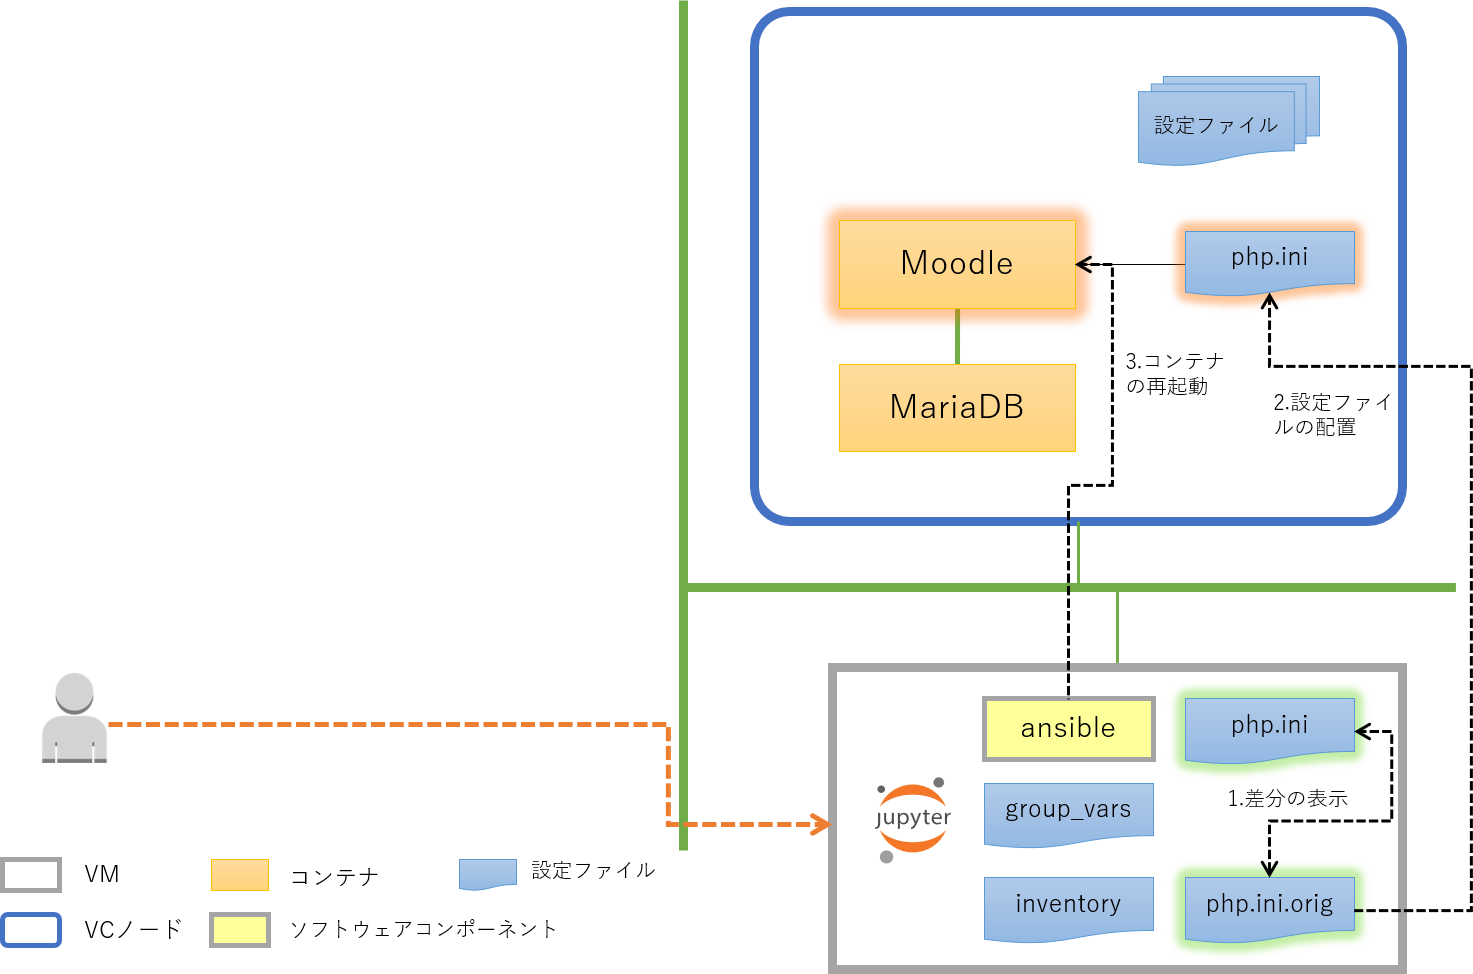 設定ファイル
Moodle
php.ini
3.コンテナ
の再起動
MariaDB
2.設定ファイ
ルの配置
ansible
php.ini
1.差分の表示
group_vars
jupyter
inventory
php.ini.orig
VM
コンテナ
設定ファイル
VCノード
ソフトウェアコンポーネント